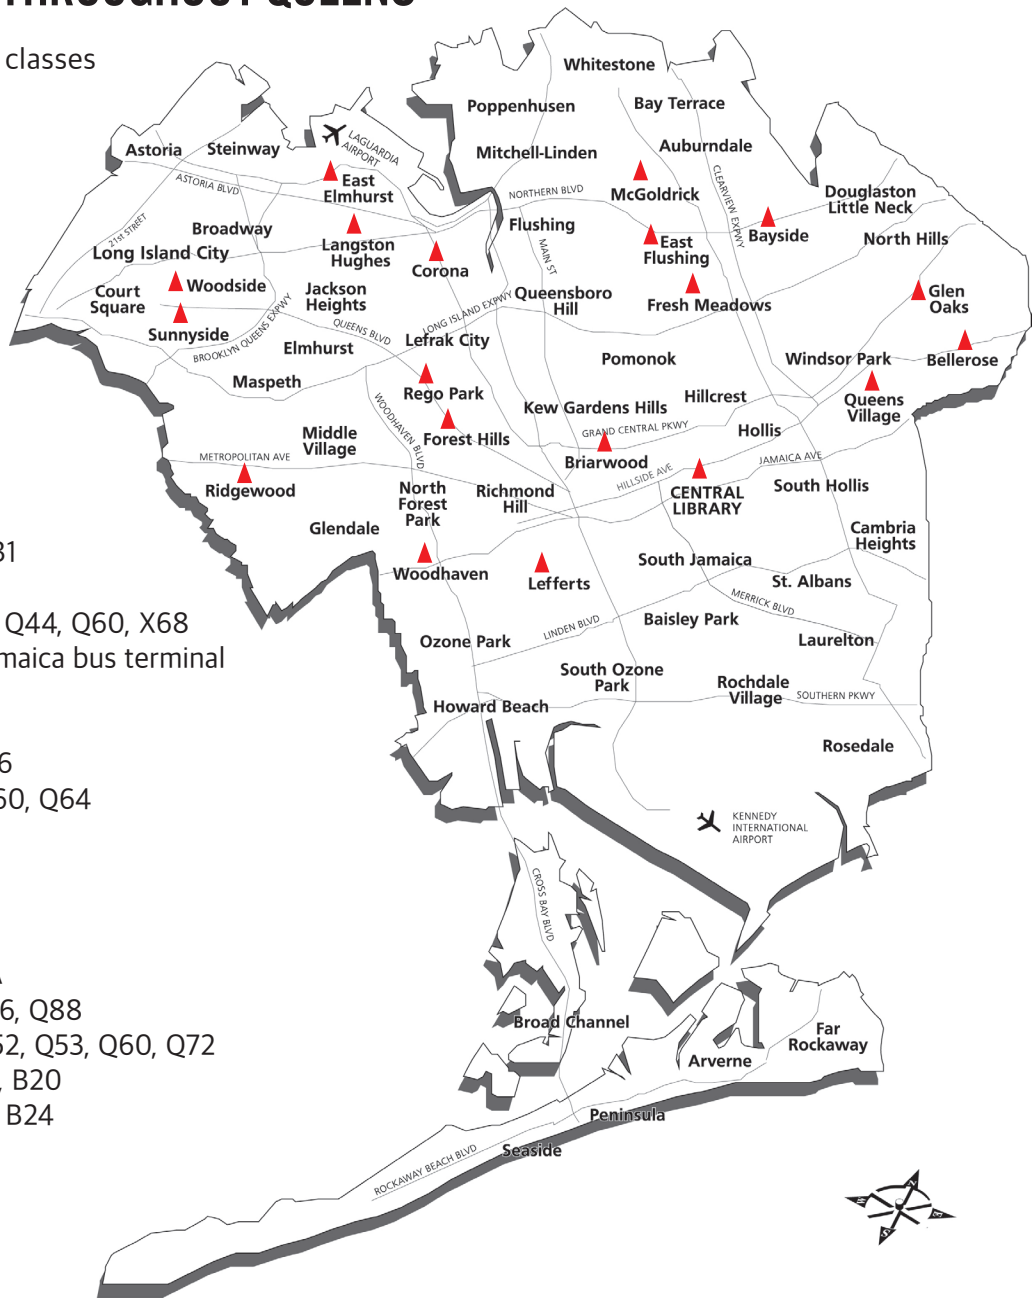 THROUGHOUT QUEENS
classes
Whitestone
Poppenhusen
Bay Terrace
Astoria
Steinway
LAGUARDIA
AIRPORT
Mitchell-Linden
Auburndale
ASTORIA BLVD
East
Elmhurst
NORTHERN BLVD
McGoldrick
CLEARVIEW EXPWY
Douglaston
Little Neck
21st STREET
Broadway
Flushing
Bayside
Long Island City
Langston
Hughes
MAIN ST
East
Flushing
North Hills
Corona
Court
Square
Woodside
Jackson
Heights
Queensboro
Hill
Fresh Meadows
Glen
Oaks
Sunnyside
BROOKLYN QUEENS EXPWY
QUEENS BLVD
LONG ISLAND EXPWY
Elmhurst
Lefrak City
Pomonok
Windsor Park
Bellerose
Maspeth
Rego Park
WOODHAVEN BLVD
Kew Gardens Hills
Hillcrest
Queens
Village
Middle
Village
Forest Hills
GRAND CENTRAL PKWY
Hollis
METROPOLITAN AVE
Briarwood
HILLSIDE AVE
JAMAICA AVE
Ridgewood
North
Forest
Park
Richmond
Hill
CENTRAL
LIBRARY
South Hollis
Glendale
Cambria
Heights
31
Woodhaven
Lefferts
South Jamaica
St. Albans
Q44, Q60, X68
MERRICK BLVD
LINDEN BLVD
Baisley Park
maica bus terminal
Ozone Park
Laurelton
South Ozone
Park
Rochdale
Village
SOUTHERN PKWY
Howard Beach
Rosedale
6
60, Q64
KENNEDY
INTERNATIONAL
AIRPORT
CROSS BAY BLVD
A
6, Q88
Broad Channel
Far
Rockaway
52, Q53, Q60, Q72
Arverne
, B20
B24
Peninsula
Seaside
ROCKAWAY BEACH BLVD
N
W
E
S